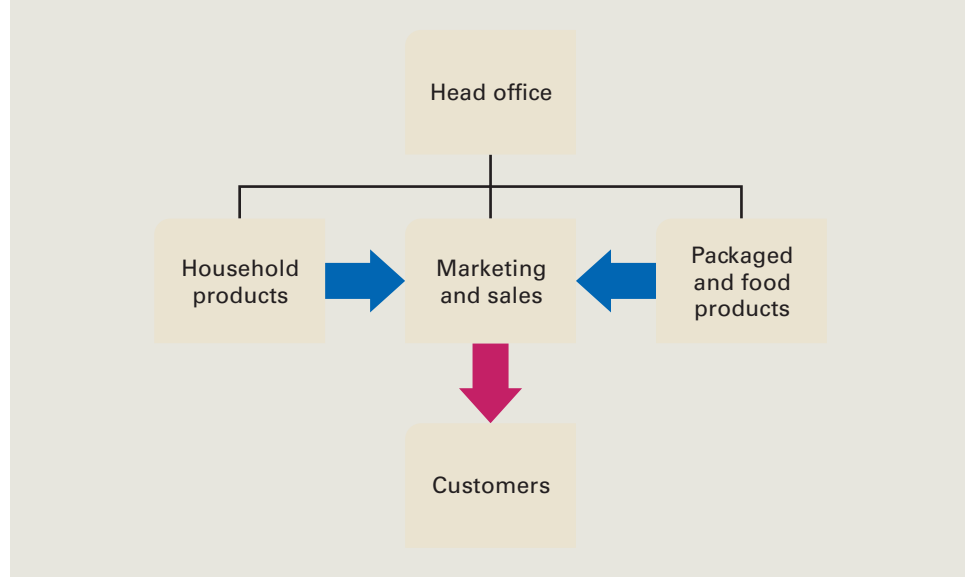 Head office
Household
products
Marketing
and sales
Packaged
and food
products
Customers